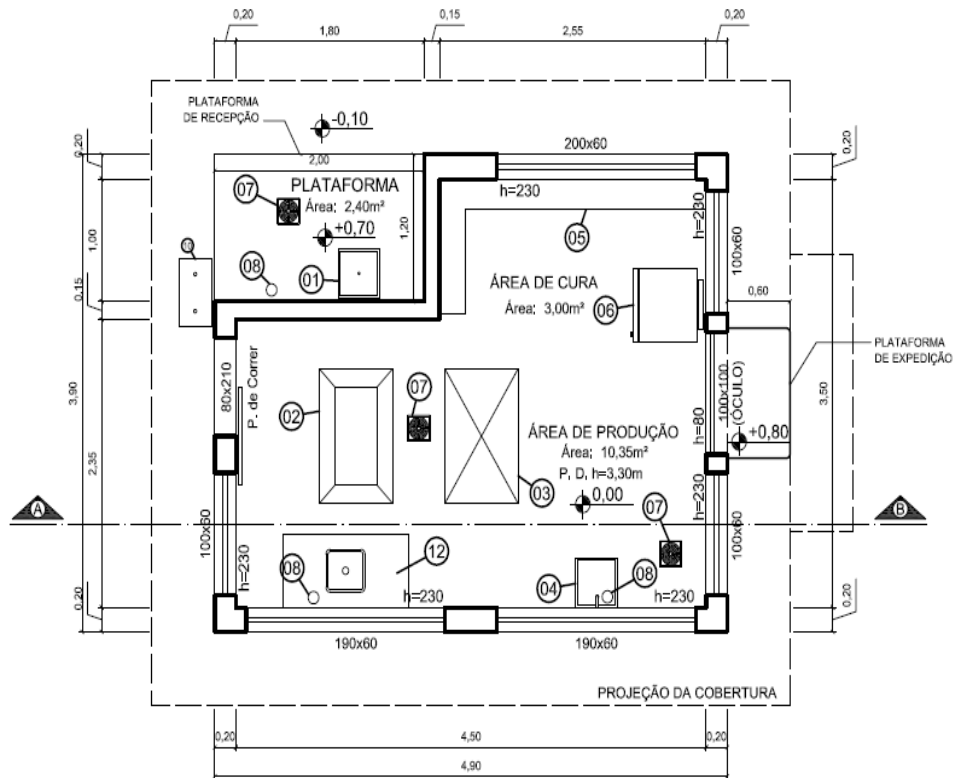 0,20
0,15
0,20
1,80
2,55
PLATAFORMA
DE RECEPÇÃO
-0,10
200x60
0,20
0,20
2,00
07
PLATAFORMA
Área: 2,40m²
h=230
+0,70
1,20
h=230
05
1,00
100x60
10
08
01
ÁREA DE CURA
Área: 3,00m²
06
0,15
0,60
PLATAFORMA
DE EXPEDIÇÃO
3,90
80x210
P. de Correr
02
07
03
h=80
100x100
(ÓCULO)
3,50
ÁREA DE PRODUÇÃO
Área: 10,35m²
P. D. h=3,30m
+0,80
2,35
0,00
h=230
07
A
B
100x60
h=230
100x60
08
12
h=230
04
08
h=230
0,20
0,20
190x60
190x60
PROJEÇÃO DA COBERTURA
0,20
4,50
0,20
4,90